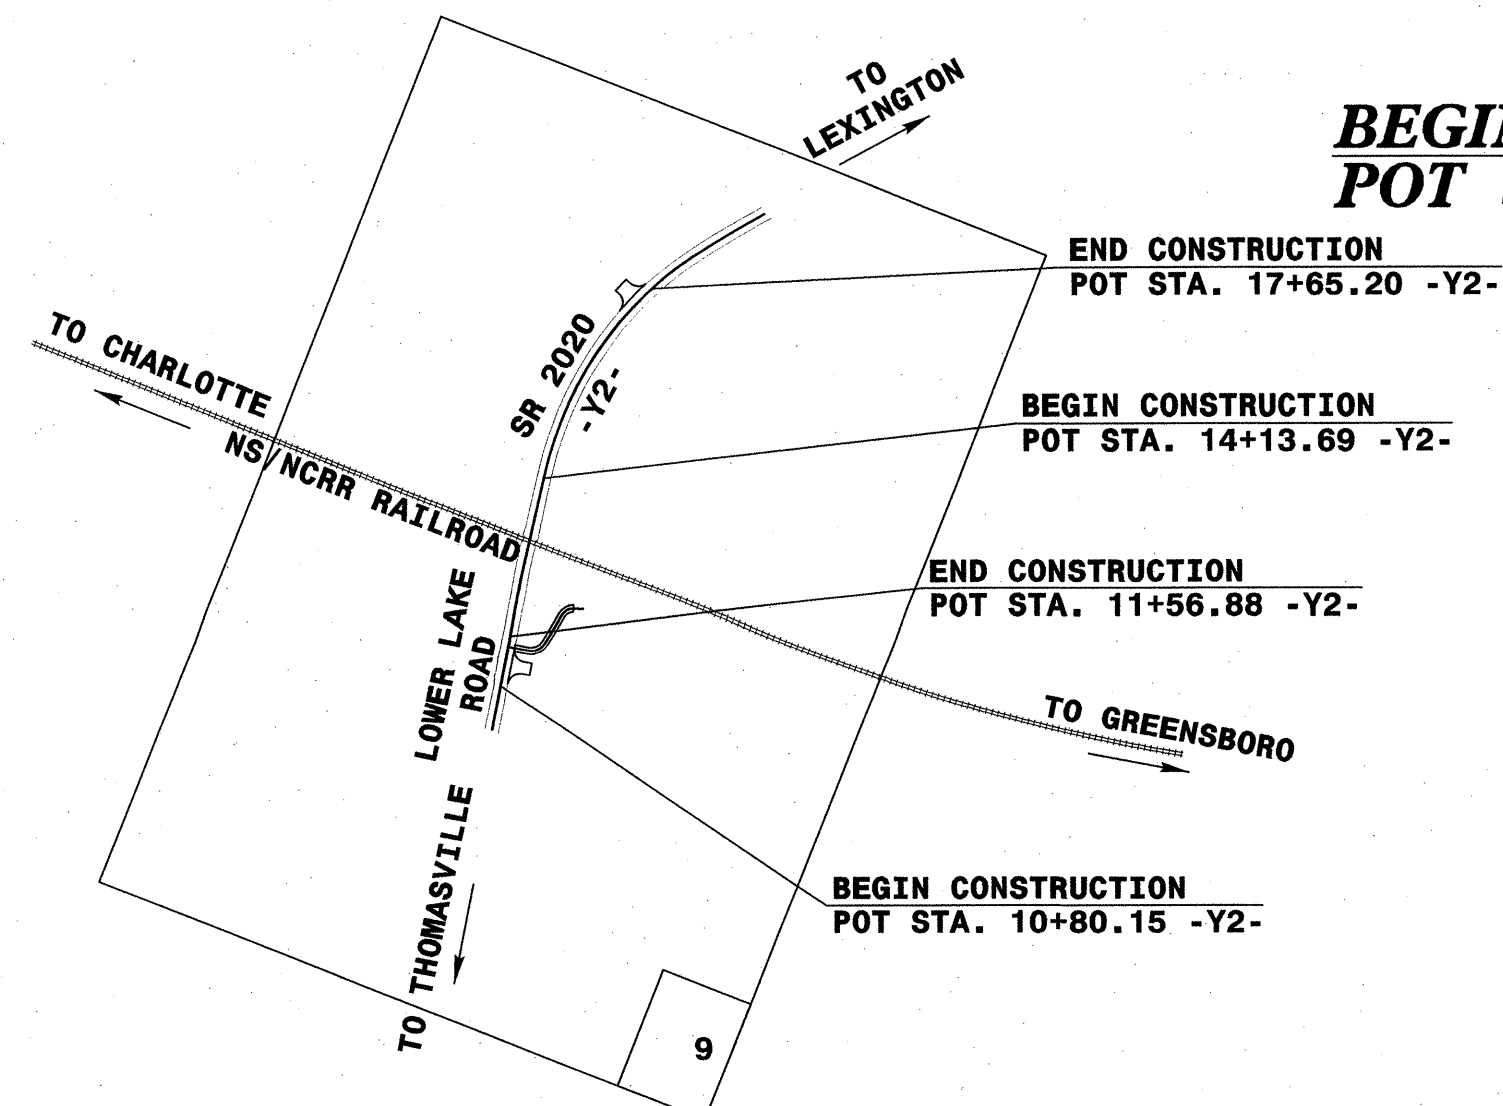 TO
LEXINGTON
BEGI
POT
END CONSTRUCTION
POT STA. 17+65.20 -Y2-
TO CHARLOTTE
SR 2020
-Y2-
BEGIN CONSTRUCTION
POT STA. 14+13.69 -Y2-
NS/NCRR RAILROAD
END CONSTRUCTION
POT STA. 11+56.88 -Y2-
LOWER LAKE
ROAD
TO GREENSBORO
BEGIN CONSTRUCTION
POT STA. 10+80.15 -Y2-
TO THOMASVILLE
9